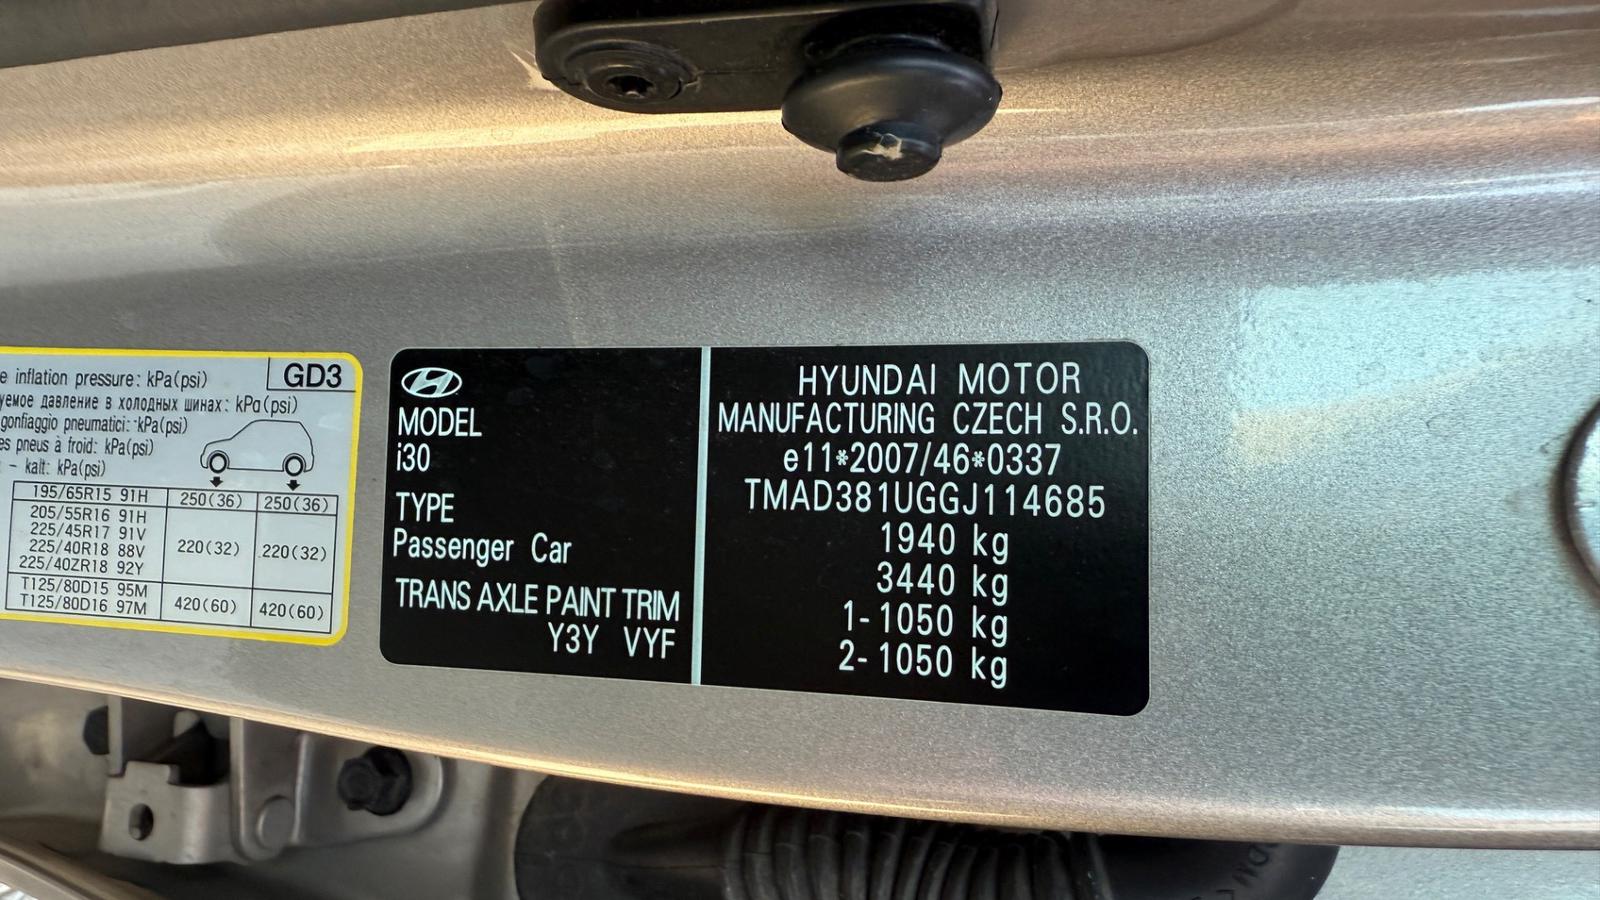 e inflation pressure: kPa(psi)
GD3
уемое давление в холодных шинах: kPa(psi)
gonfiaggio pneumatici: kPa(psi)
es pneus à froid: kPa(psi)
- kalt: kPa(psi)
195/65R15 91H 250(36) 250(36)
205/55R16 91H
225/45R17 91V
225/40R18 88V
225/40ZR18 92Y
220(32) 220(32)
T125/80D15 95M
T125/80D16 97M
420(60) 420(60)
MODEL
i30
TYPE
Passenger Car
TRANS AXLE PAINT TRIM
Y3Y VYF
HYUNDAI MOTOR
MANUFACTURING CZECH S.R.O.
e11*2007/46*0337
TMAD381UGGJ114685
1940 kg
3440 kg
1- 1050 kg
2- 1050 kg